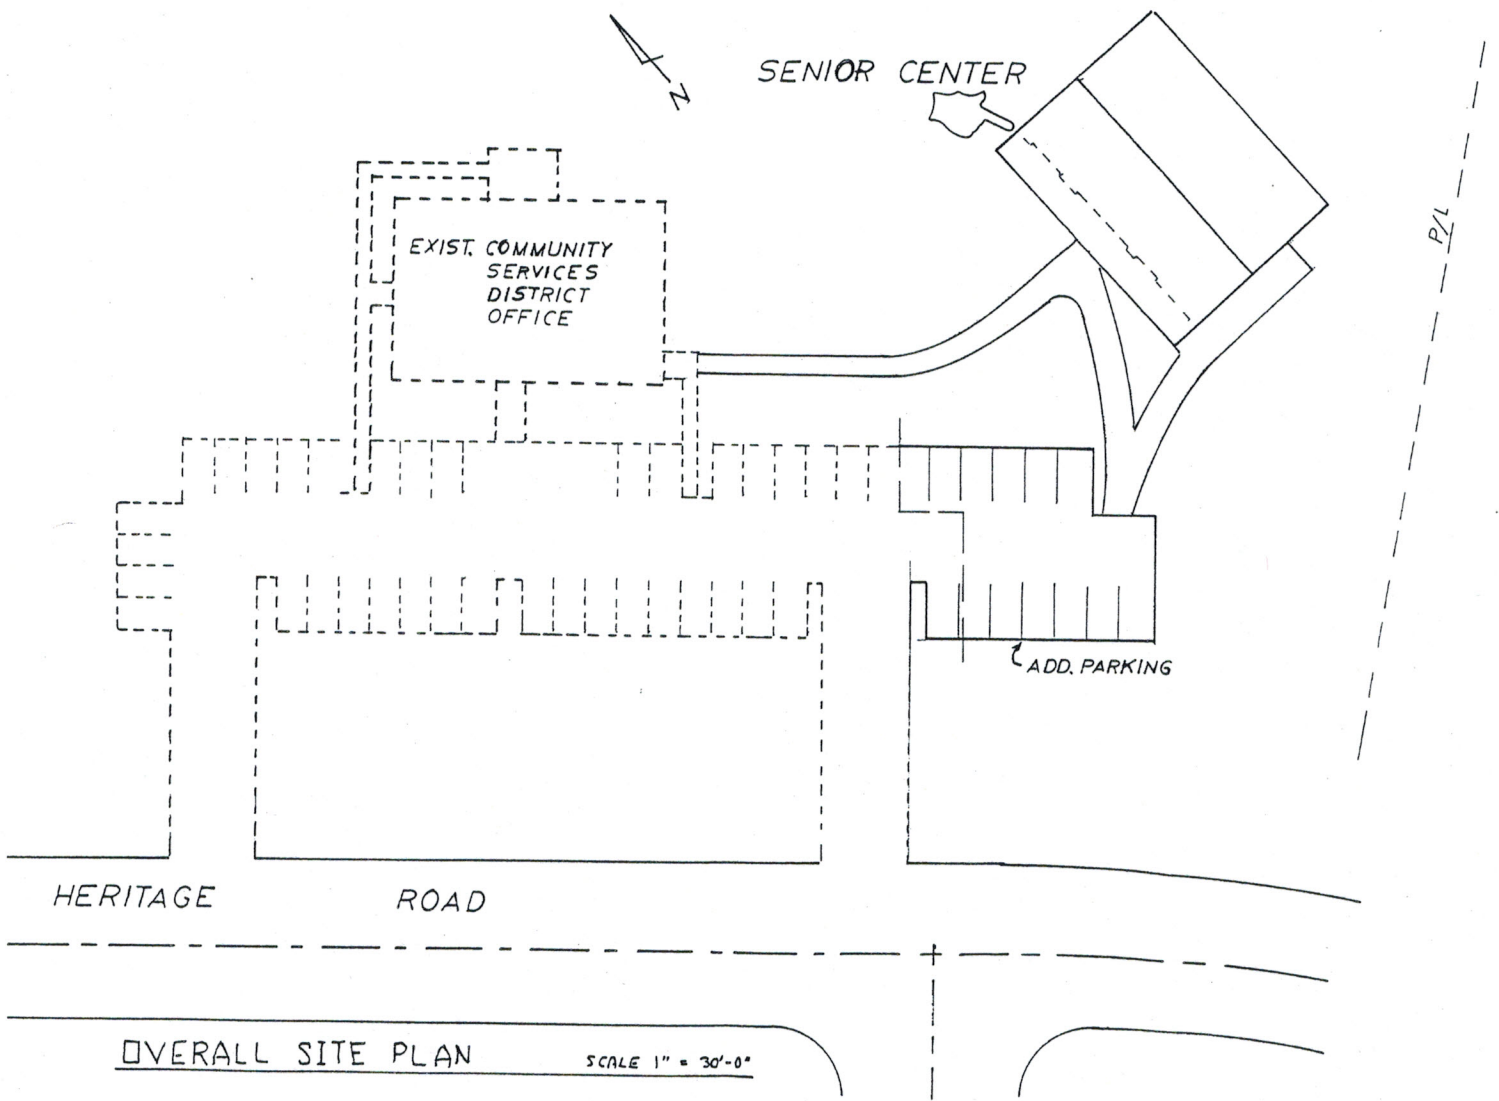 N
SENIOR CENTER
EXIST. COMMUNITY
SERVICES
DISTRICT
OFFICE
P/L
ADD. PARKING
HERITAGE ROAD
OVERALL SITE PLAN SCALE 1" = 30'-0"